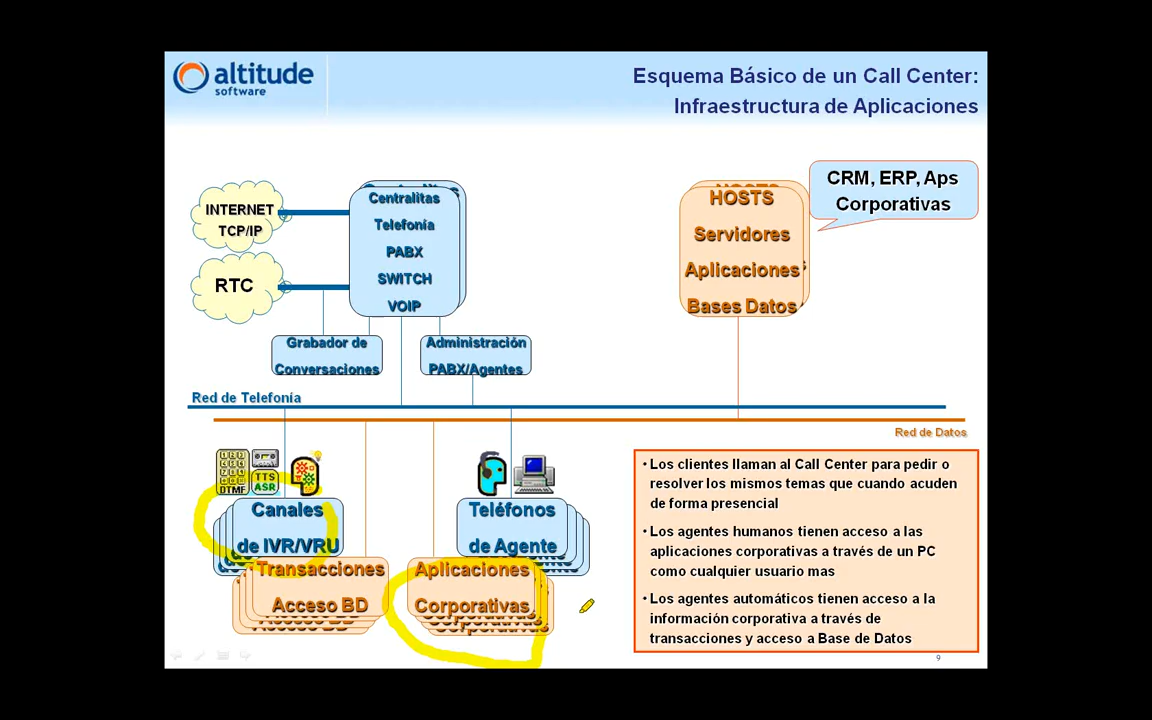 altitude
software
Esquema Básico de un Call Center:
Infraestructura de Aplicaciones
INTERNET
TCP/IP
RTC
Centralitas
Telefonía
PABX
SWITCH
VOIP
HOSTS
Servidores
Aplicaciones
Bases Datos
CRM, ERP, Aps
Corporativas
Grabador de
Conversaciones
Administración
PABX/Agentes
Red de Telefonía
Red de Datos
DTMF
TTS
ASR
Canales
de IVR/VRU
Transacciones
Acceso BD
Teléfonos
de Agente
Aplicaciones
Corporativas
• Los clientes llaman al Call Center para pedir o
resolver los mismos temas que cuando acuden
de forma presencial
• Los agentes humanos tienen acceso a las
aplicaciones corporativas a través de un PC
como cualquier usuario mas
• Los agentes automáticos tienen acceso a la
información corporativa a través de
transacciones y acceso a Base de Datos
9